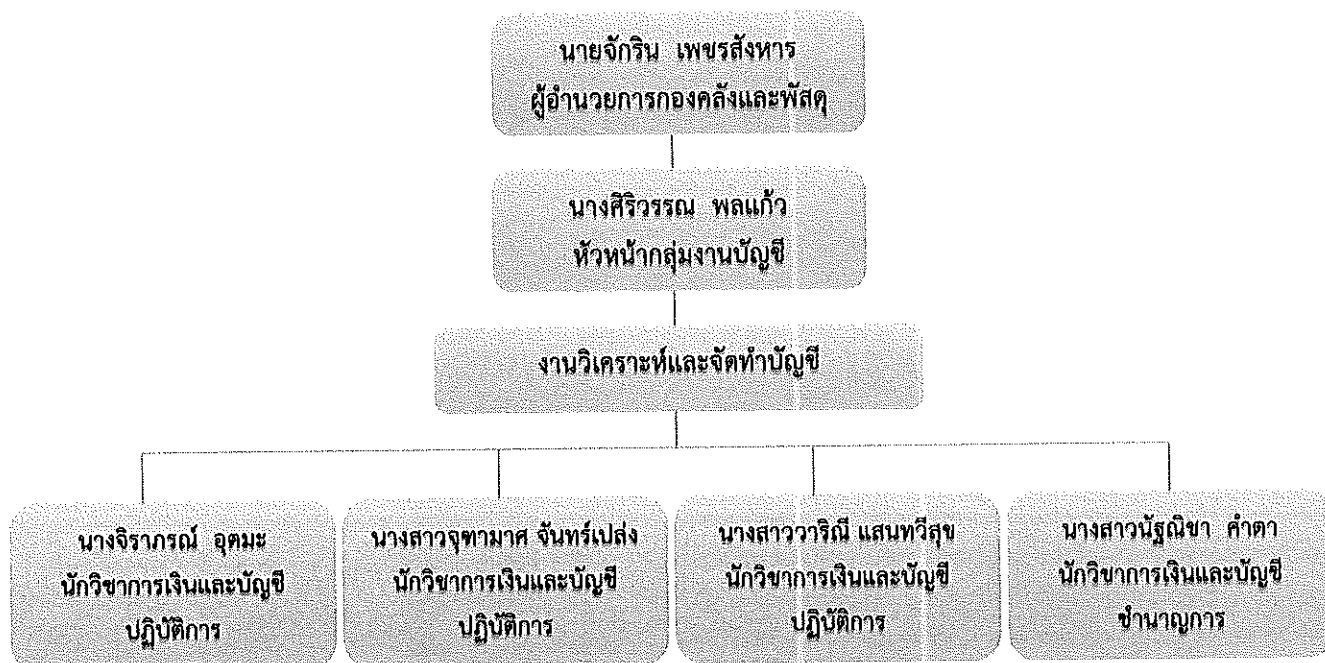 นายจักริน เพชรสังหาร
ผู้อำนวยการกองคลังและพัสดุ
นางศิริวรรณ พลแก้ว
หัวหน้ากลุ่มงานบัญชี
งานวิเคราะห์และจัดทำบัญชี
นางจิราภรณ์ อุตมะ
นักวิชาการเงินและบัญชี
ปฏิบัติการ
นางสาวจุฑามาศ จันทร์เปล่ง
นักวิชาการเงินและบัญชี
ปฏิบัติการ
นางสาววาริณี แสนทวีสุข
นักวิชาการเงินและบัญชี
ปฏิบัติการ
นางสาวนัฐณิชา คำตา
นักวิชาการเงินและบัญชี
ชำนาญการ